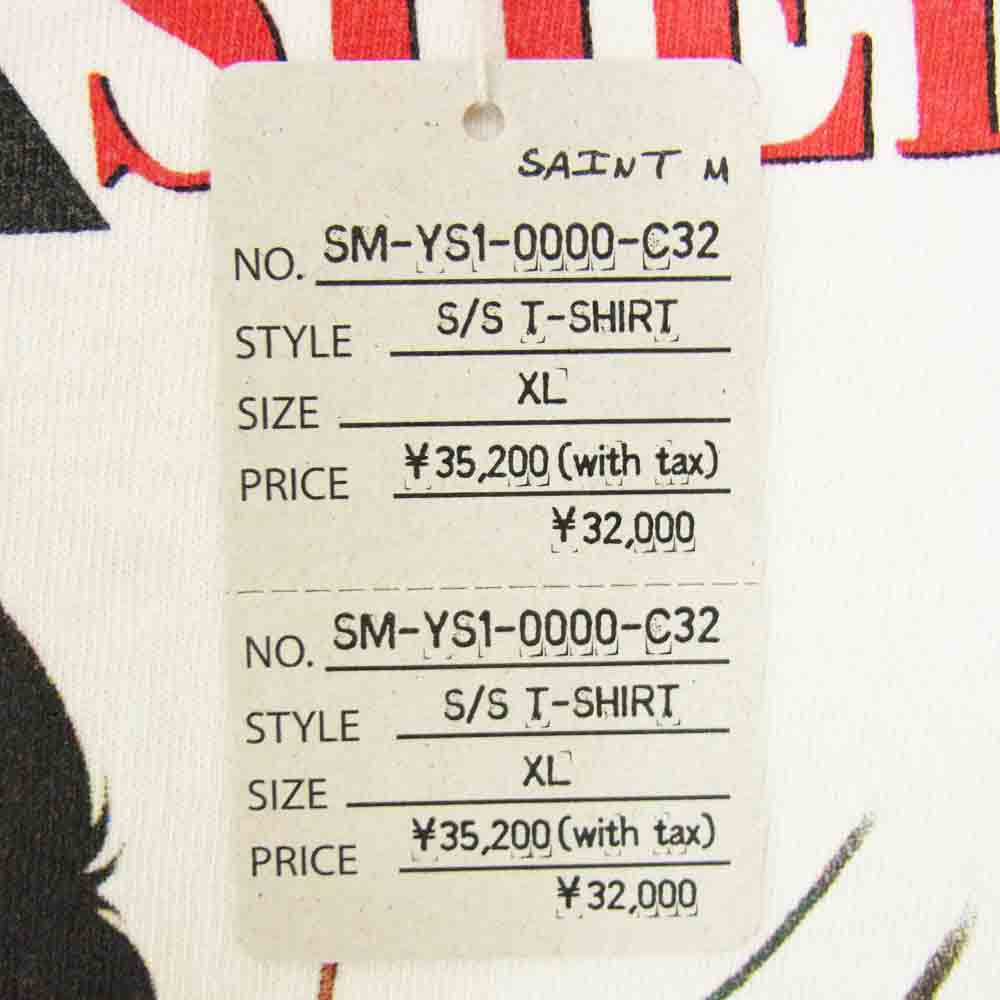 SAINT M
NO. SM-YS1-0000-C32
STYLE S/S T-SHIRT
SIZE XL
PRICE ¥35,200 (with tax)
¥32,000
NO. SM-YS1-0000-C32
STYLE S/S T-SHIRT
SIZE XL
PRICE ¥35,200 (with tax)
¥32,000